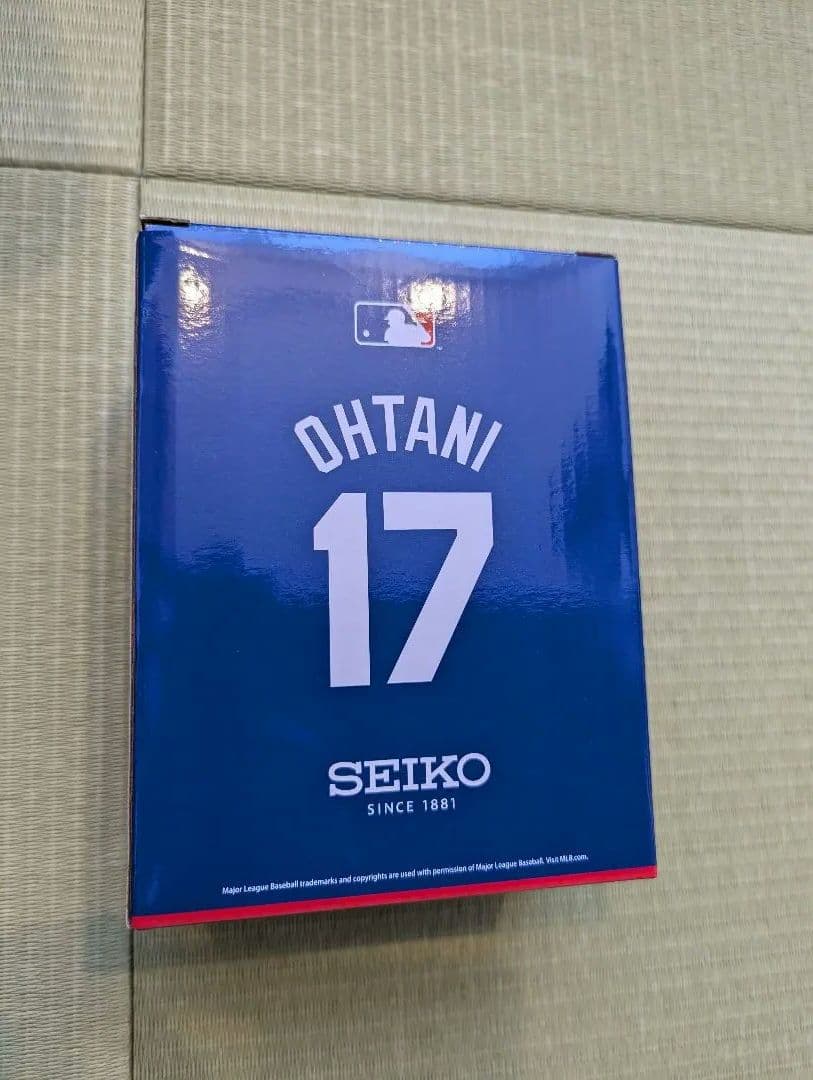 OHTANI
17
SEIKO
SINCE 1881
Major League Baseball trademarks and copyrights are used with permission of Major League Baseball. Visit MLB.com.